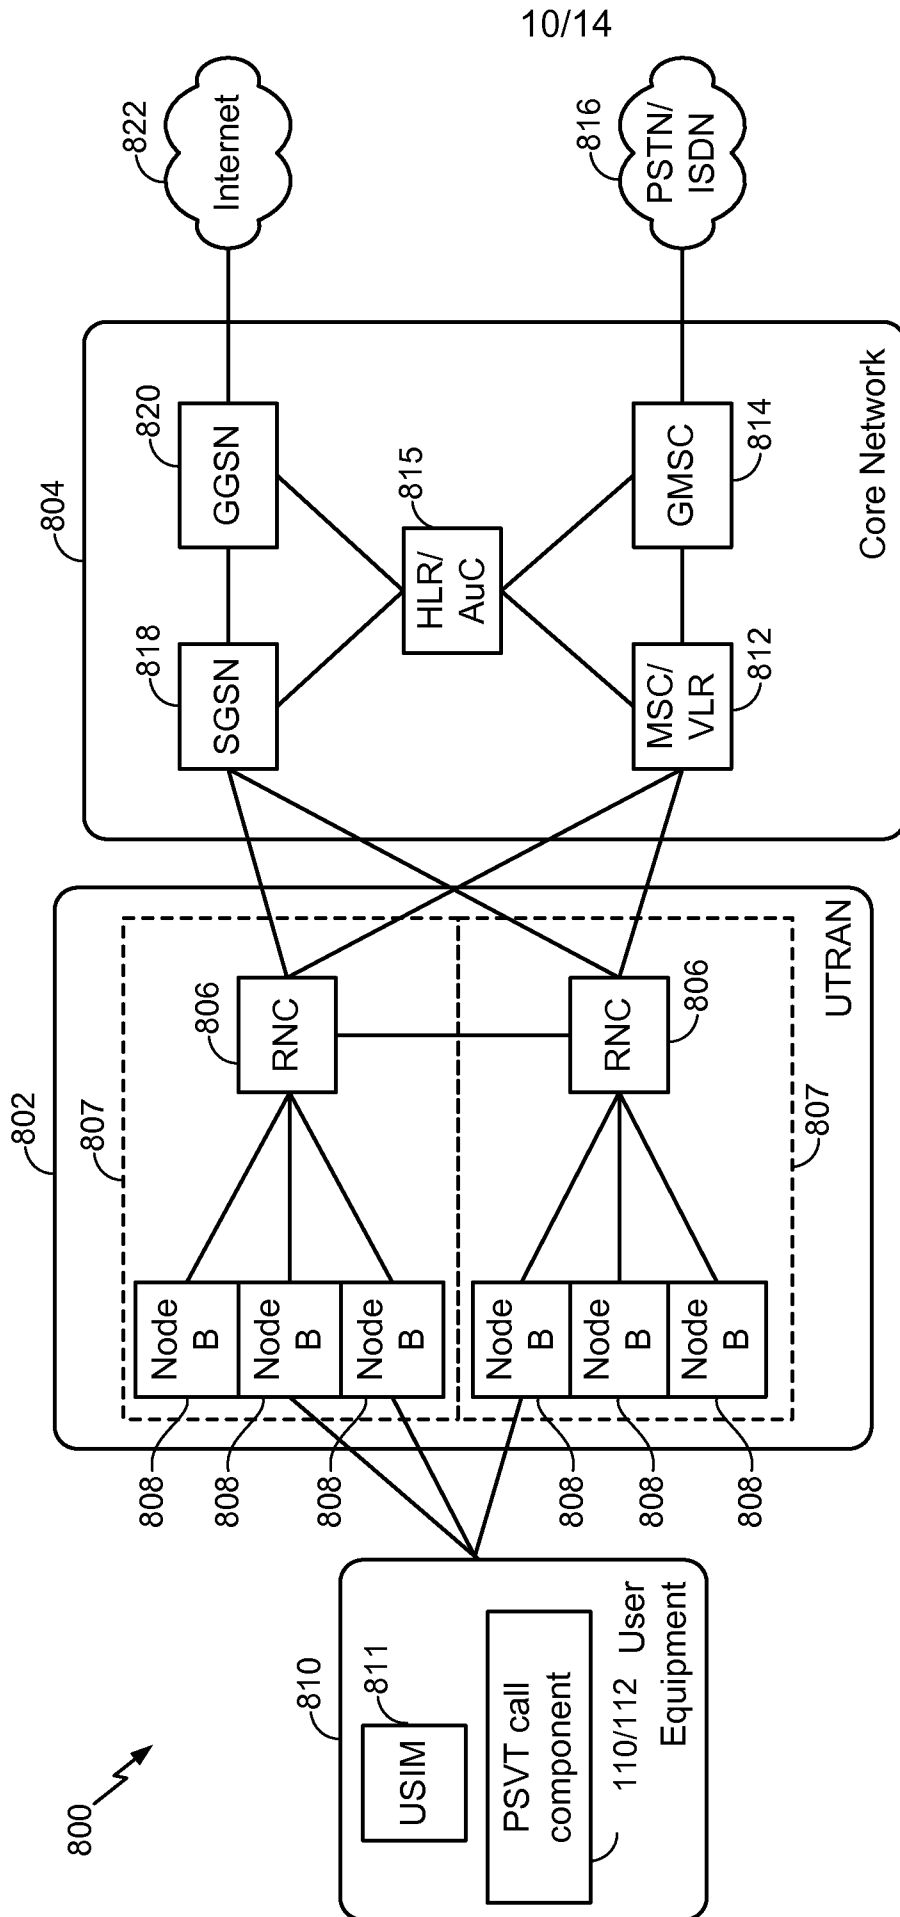 10/14
800
810
USIM
811
PSVT call
component
110/112
User
Equipment
802
807
Node
B
Node
B
Node
B
808
808
808
RNC
806
Node
B
Node
B
Node
B
808
808
808
RNC
806
807
UTRAN
804
SGSN
818
GGSN
820
HLR/
AuC
815
MSC/
VLR
812
GMSC
814
Core Network
Internet
822
PSTN/
ISDN
816